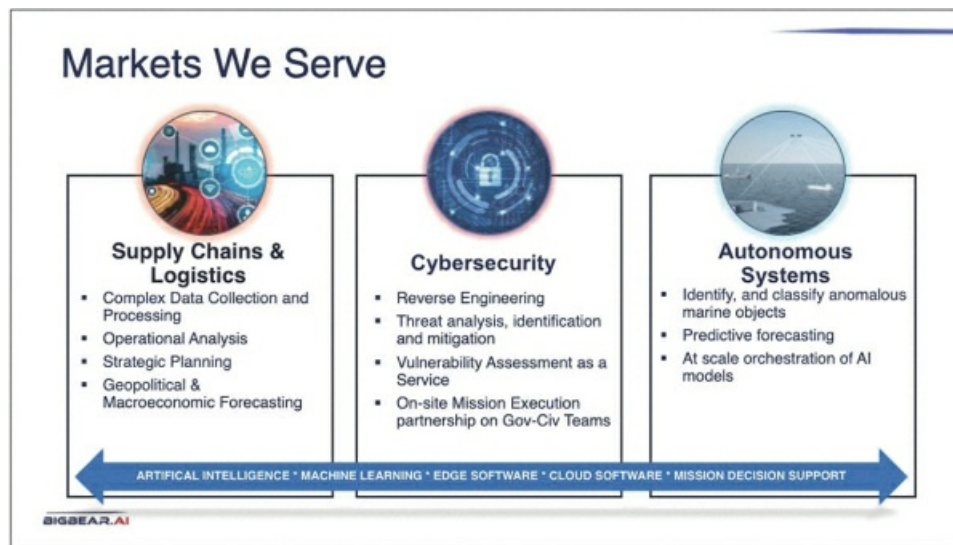 Markets We Serve
Supply Chains &
Logistics
▪ Complex Data Collection and
Processing
▪ Operational Analysis
▪ Strategic Planning
▪ Geopolitical &
Macroeconomic Forecasting
Cybersecurity
▪ Reverse Engineering
▪ Threat analysis, identification
and mitigation
▪ Vulnerability Assessment as a
Service
▪ On-site Mission Execution
partnership on Gov-Civ Teams
Autonomous
Systems
▪ Identify, and classify anomalous
marine objects
▪ Predictive forecasting
▪ At scale orchestration of AI
models
ARTIFICAL INTELLIGENCE * MACHINE LEARNING * EDGE SOFTWARE * CLOUD SOFTWARE * MISSION DECISION SUPPORT
BIGBEAR.AI